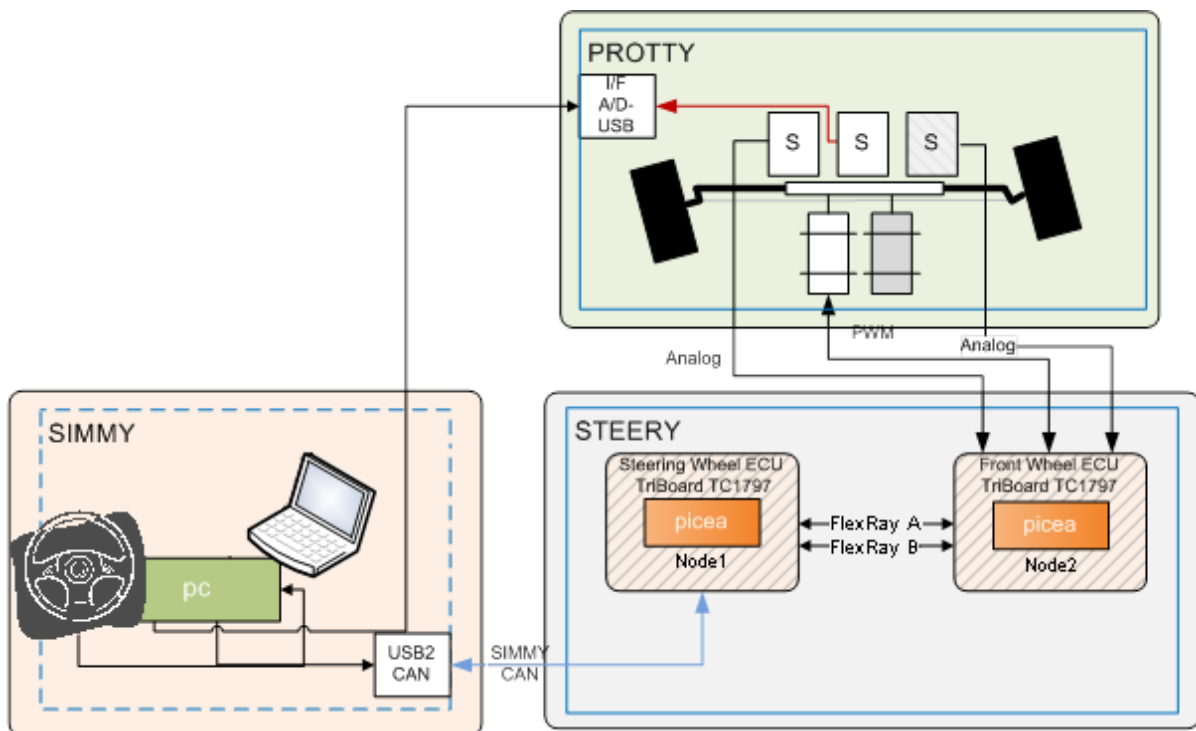 PROTTY
I/F
A/D-
USB
S
S
S
PWM
Analog
Analog
SIMMY
pc
USB2
CAN
SIMMY
CAN
STEERY
Steering Wheel ECU
TriBoard TC1797
picea
Node1
FlexRay A
FlexRay B
Front Wheel ECU
TriBoard TC1797
picea
Node2